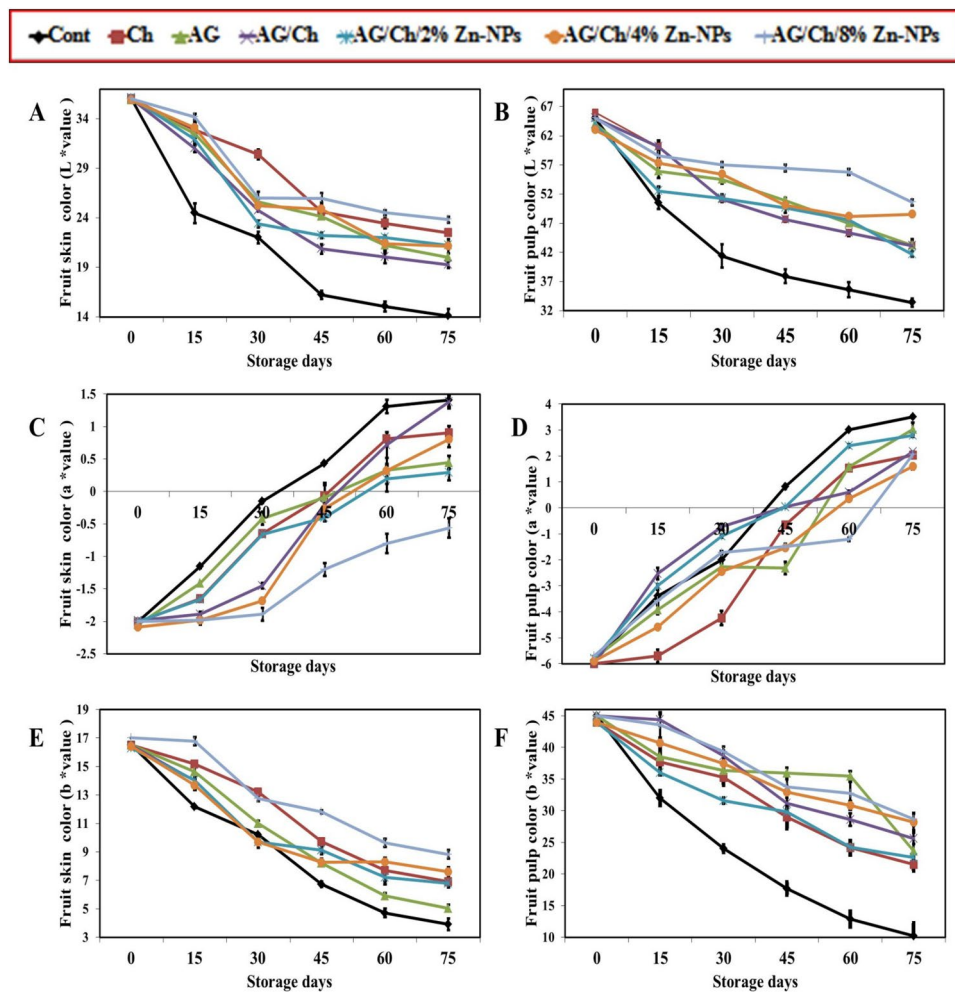 Cont Ch AG AG/Ch AG/Ch/2% Zn-NPs AG/Ch/4% Zn-NPs AG/Ch/8% Zn-NPs
A
Fruit skin color (L *value)
34
29
24
19
14
0 15 30 45 60 75
Storage days
B
Fruit pulp color (L *value)
67
62
57
52
47
42
37
32
0 15 30 45 60 75
Storage days
C
Fruit skin color (a *value)
1.5
1
0.5
0
-0.5
-1
-1.5
-2
-2.5
0 15 30 45 60 75
Storage days
D
Fruit pulp color (a *value)
4
3
2
1
0
-1
-2
-3
-4
-5
-6
0 15 30 45 60 75
Storage days
E
Fruit skin color (b *value)
19
17
15
13
11
9
7
5
3
0 15 30 45 60 75
Storage days
F
Fruit pulp color (b *value)
45
40
35
30
25
20
15
10
0 15 30 45 60 75
Storage days